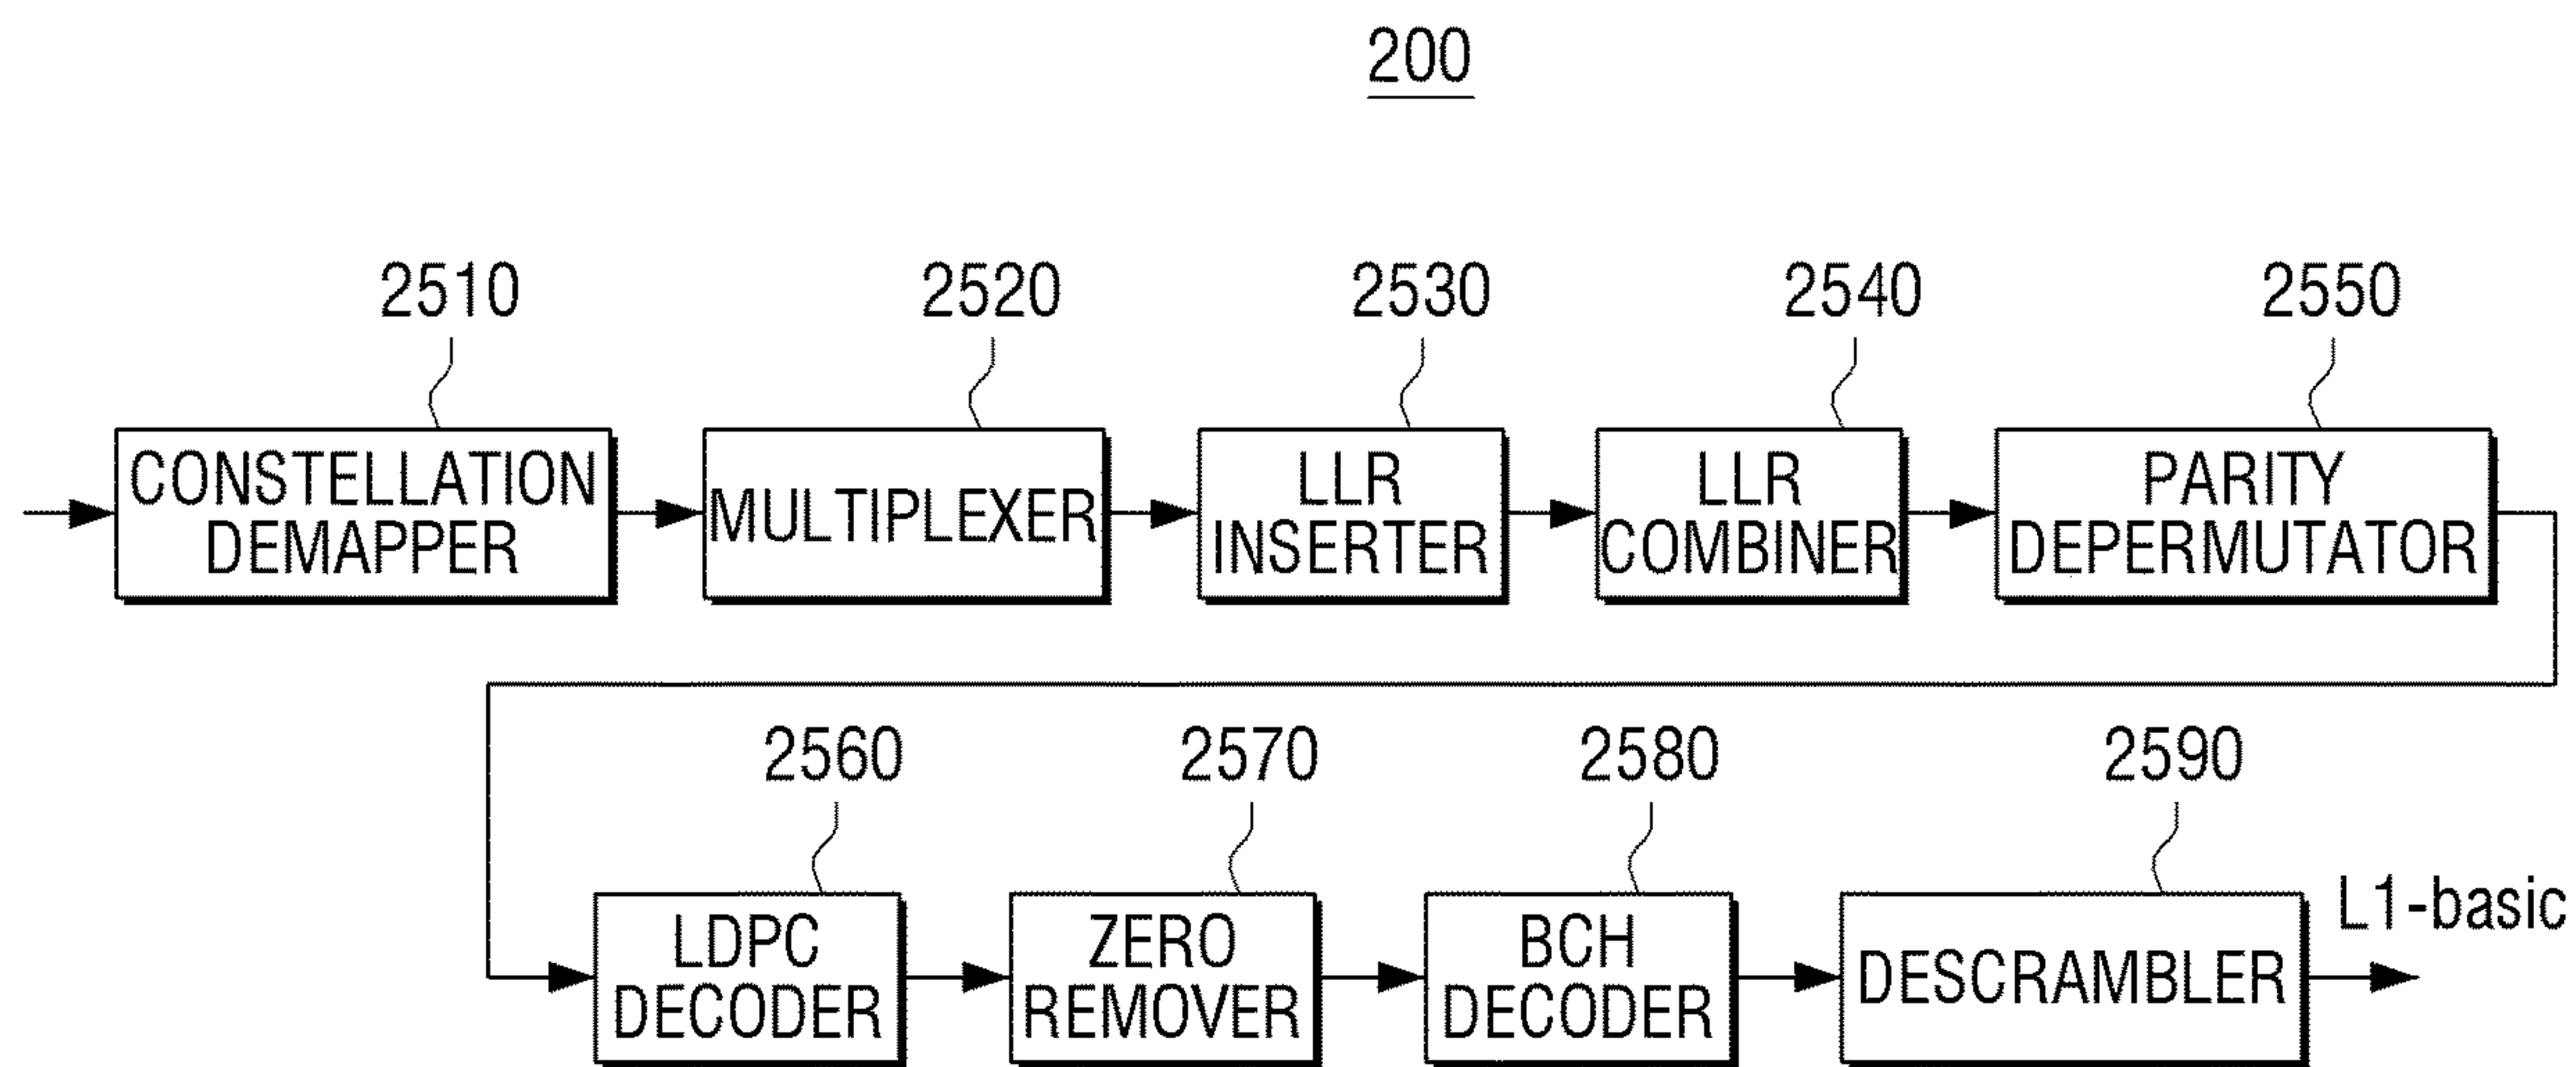 200
2510
2520
2530
2540
2550
CONSTELLATION
DEMAPPER
MULTIPLEXER
LLR
INSERTER
LLR
COMBINER
PARITY
DEPERMUTATOR
2560
2570
2580
2590
LDPC
DECODER
ZERO
REMOVER
BCH
DECODER
DESCRAMBLER
L1-basic